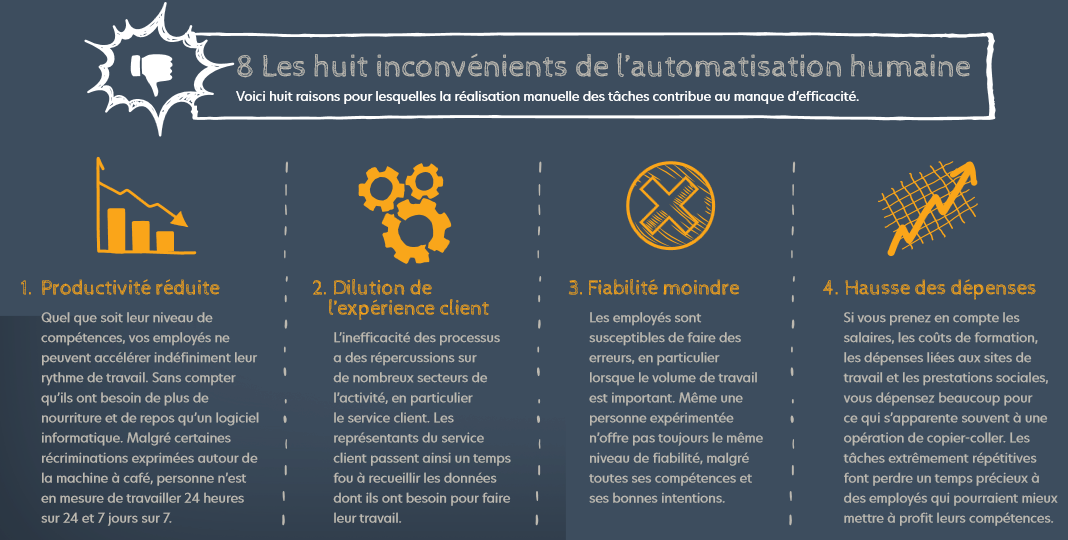 8 Les huit inconvénients de l'automatisation humaine
Voici huit raisons pour lesquelles la réalisation manuelle des tâches contribue au manque d'efficacité.
1. Productivité réduite
Quel que soit leur niveau de
compétences, vos employés ne
peuvent accélérer indéfiniment leur
rythme de travail. Sans compter
qu'ils ont besoin de plus de
nourriture et de repos qu'un logiciel
informatique. Malgré certaines
récriminations exprimées autour de
la machine à café, personne n'est
en mesure de travailler 24 heures
sur 24 et 7 jours sur 7.
2. Dilution de
l'expérience client
L'inefficacité des processus
a des répercussions sur
de nombreux secteurs de
l'activité, en particulier
le service client. Les
représentants du service
client passent ainsi un temps
fou à recueillir les données
dont ils ont besoin pour faire
leur travail.
3. Fiabilité moindre
Les employés sont
susceptibles de faire des
erreurs, en particulier
lorsque le volume de travail
est important. Même une
personne expérimentée
n'offre pas toujours le même
niveau de fiabilité, malgré
toutes ses compétences et
ses bonnes intentions.
4. Hausse des dépenses
Si vous prenez en compte les
salaires, les coûts de formation,
les dépenses liées aux sites de
travail et les prestations sociales,
vous dépensez beaucoup pour
ce qui s'apparente souvent à une
opération de copier-coller. Les
tâches extrêmement répétitives
font perdre un temps précieux à
des employés qui pourraient mieux
mettre à profit leurs compétences.